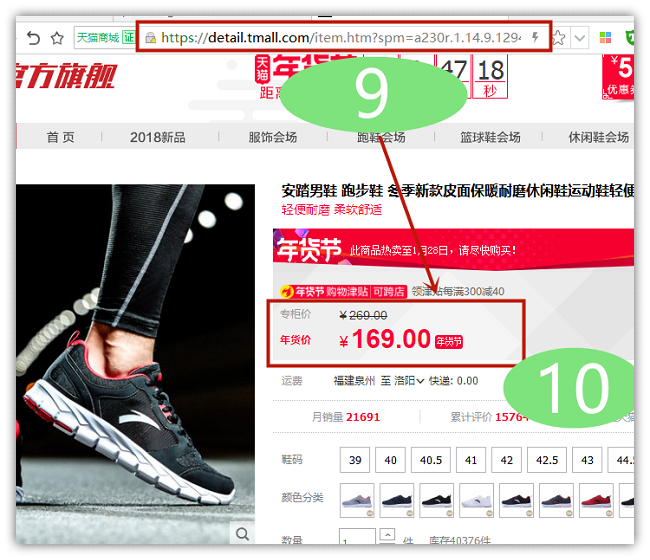 天猫商城 证 https://detail.tmall.com/item.htm?spm=a230r.1.14.9.1294
官方旗舰
天猫 年货节
47 18
距离
秒
¥5
优惠券
9
首 页 2018新品 服饰会场 跑鞋会场 篮球鞋会场 休闲鞋会场
安踏男鞋 跑步鞋 冬季新款皮面保暖耐磨休闲鞋运动鞋轻便
轻便耐磨 柔软舒适
年货节 此商品热卖至1月28日，请尽快购买！
年货节 购物津贴 可跨店 领津贴每满300减40
专柜价 ¥269.00
年货价 ¥169.00 年货节
10
运费 福建泉州 至 洛阳 快递: 0.00
月销量 21691 累计评价 15764
鞋码 39 40 40.5 41 42 42.5 43 44.5
颜色分类
数量 1 件 库存40376件